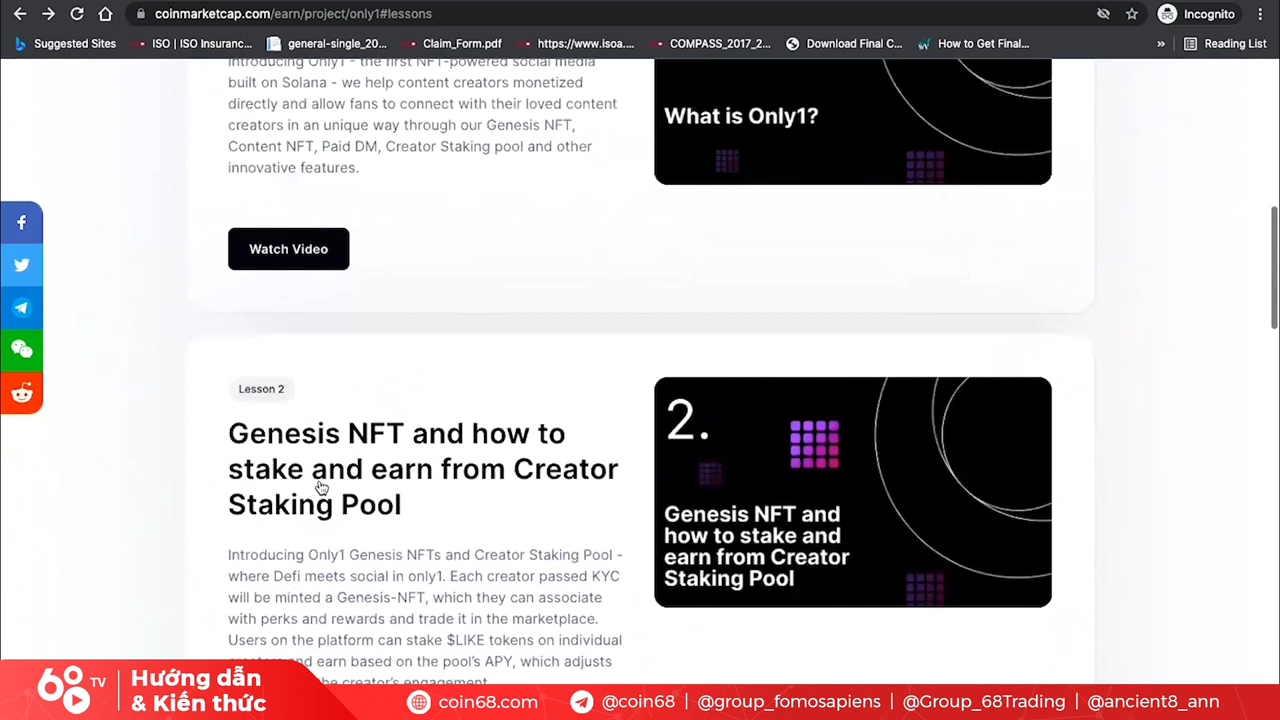 coinmarketcap.com/earn/project/only1#lessons
Incognito
Suggested Sites
ISO | ISO Insuranc...
general-single_20...
Claim_Form.pdf
https://www.isoa....
COMPASS_2017_2...
Download Final C...
How to Get Final...
»
Reading List
Introducing Only1 - the first NFT-powered social media
built on Solana - we help content creators monetized
directly and allow fans to connect with their loved content
creators in an unique way through our Genesis NFT,
Content NFT, Paid DM, Creator Staking pool and other
innovative features.
What is Only1?
Watch Video
Lesson 2
Genesis NFT and how to
stake and earn from Creator
Staking Pool
Introducing Only1 Genesis NFTs and Creator Staking Pool -
where Defi meets social in only1. Each creator passed KYC
will be minted a Genesis-NFT, which they can associate
with perks and rewards and trade it in the marketplace.
Users on the platform can stake $LIKE tokens on individual
and earn based on the pool's APY, which adjusts
the creator's engagement.
2.
Genesis NFT and
how to stake and
earn from Creator
Staking Pool
68 TV
Hướng dẫn
& Kiến thức
coin68.com
@coin68
@group_fomosapiens
@Group_68Trading
@ancient8_ann